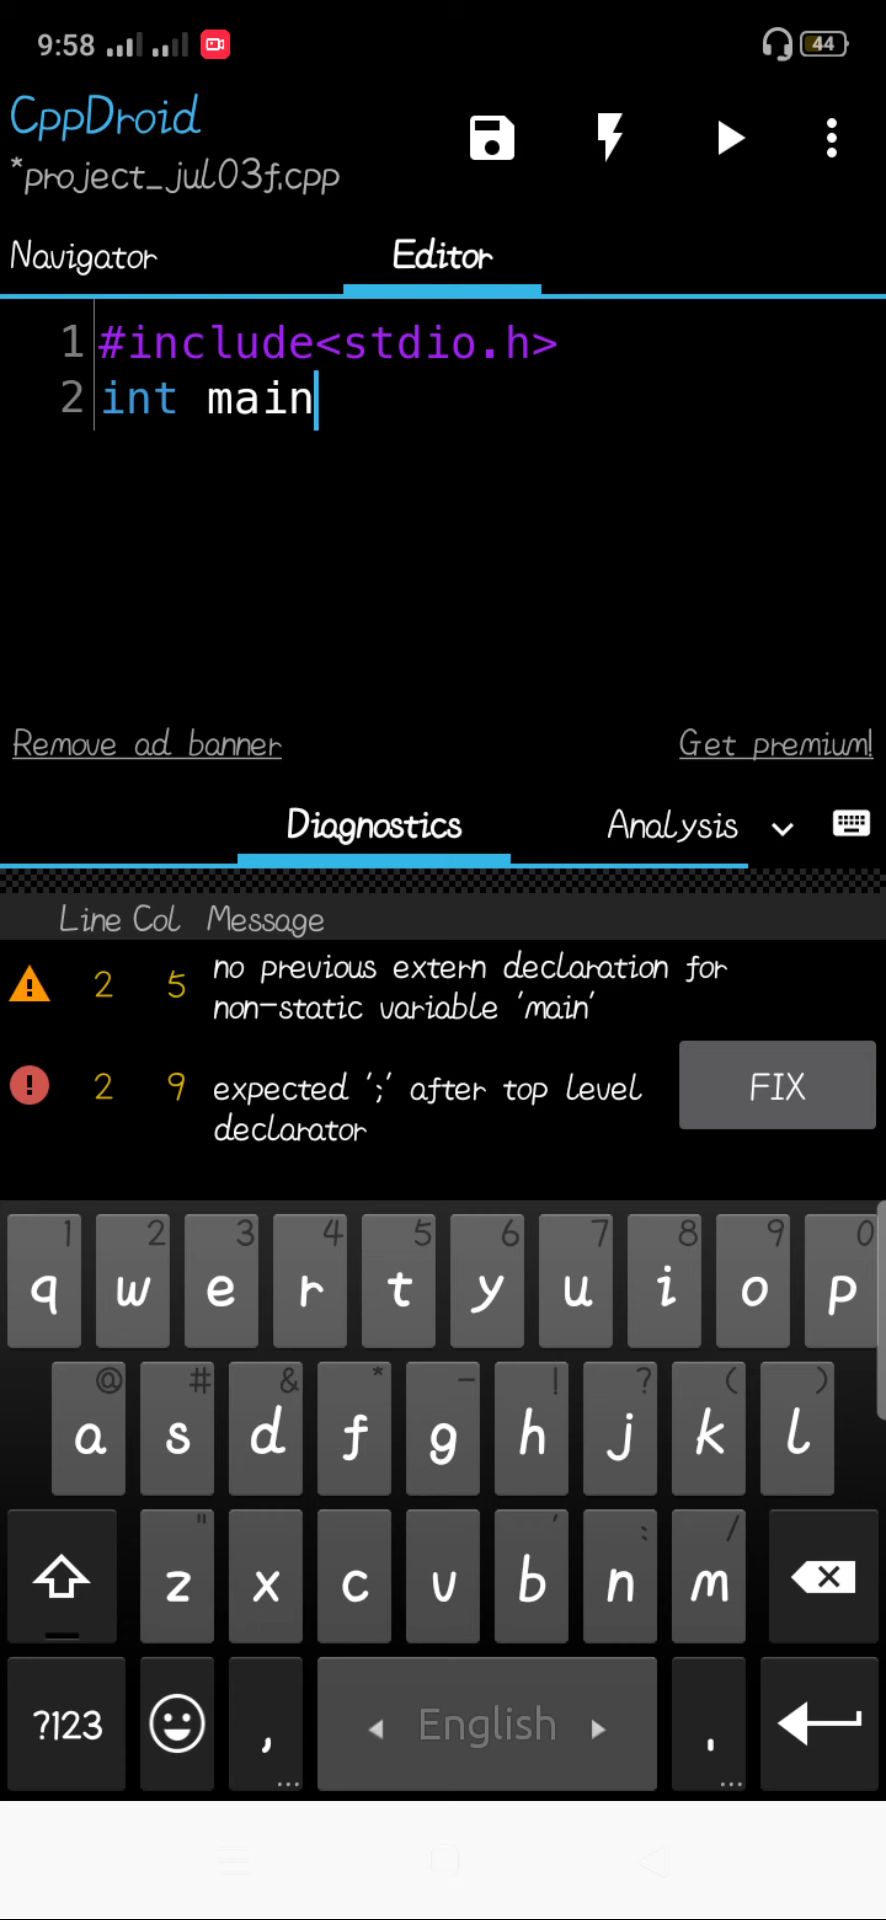 9:58 44
CppDroid
*project_jul03f.cpp
Navigator Editor
1 #include<stdio.h>
2 int main
Remove ad banner Get premium!
Diagnostics Analysis
Line Col Message
! 2 5 no previous extern declaration for
non-static variable 'main'
! 2 9 expected ';' after top level
declarator
FIX
1 2 3 4 5 6 7 8 9 0
q w e r t y u i o p
@ # & * - ! ? ( )
a s d f g h j k l
" ' : /
z x c v b n m
?123 , English .
... ...